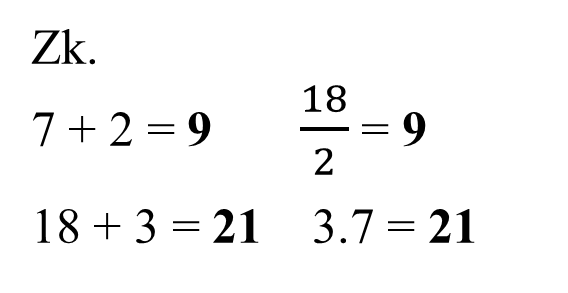 Zk.
7 + 2 = 9 18/2 = 9
18 + 3 = 21 3.7 = 21